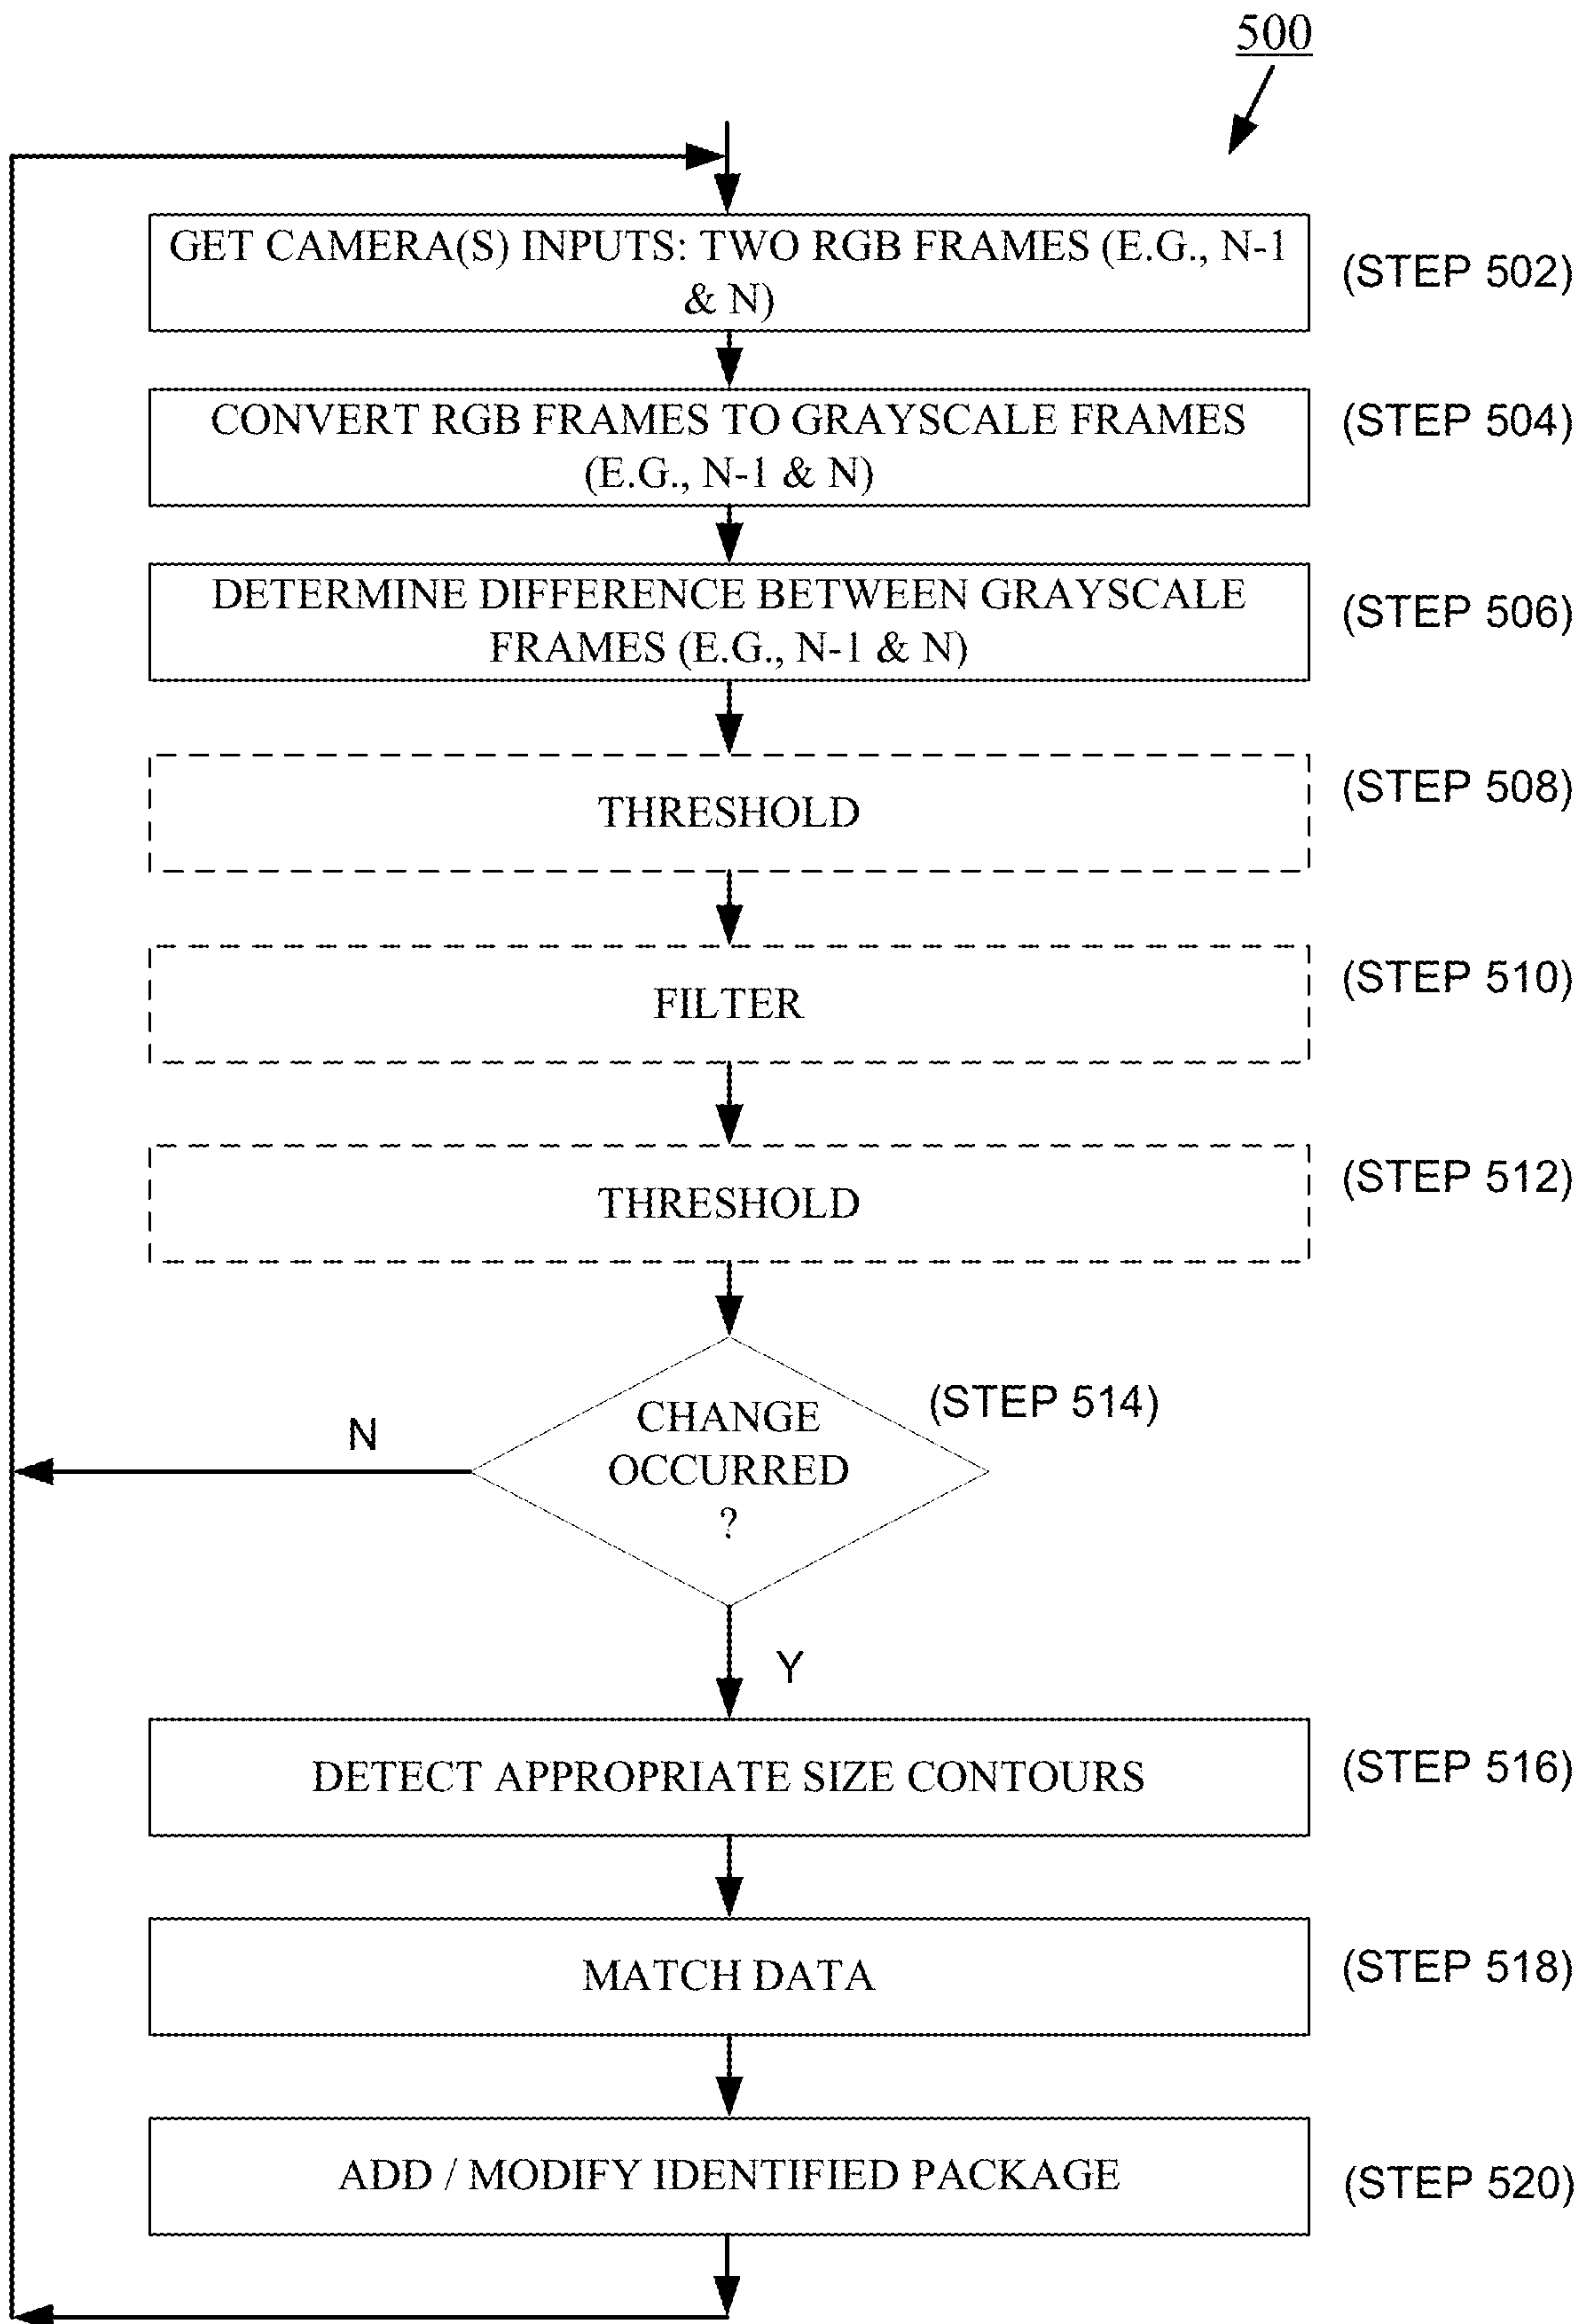 500
GET CAMERA(S) INPUTS: TWO RGB FRAMES (E.G., N-1
& N)
(STEP 502)
CONVERT RGB FRAMES TO GRAYSCALE FRAMES
(E.G., N-1 & N)
(STEP 504)
DETERMINE DIFFERENCE BETWEEN GRAYSCALE
FRAMES (E.G., N-1 & N)
(STEP 506)
THRESHOLD
(STEP 508)
FILTER
(STEP 510)
THRESHOLD
(STEP 512)
CHANGE
OCCURRED
?
(STEP 514)
N
Y
DETECT APPROPRIATE SIZE CONTOURS
(STEP 516)
MATCH DATA
(STEP 518)
ADD / MODIFY IDENTIFIED PACKAGE
(STEP 520)